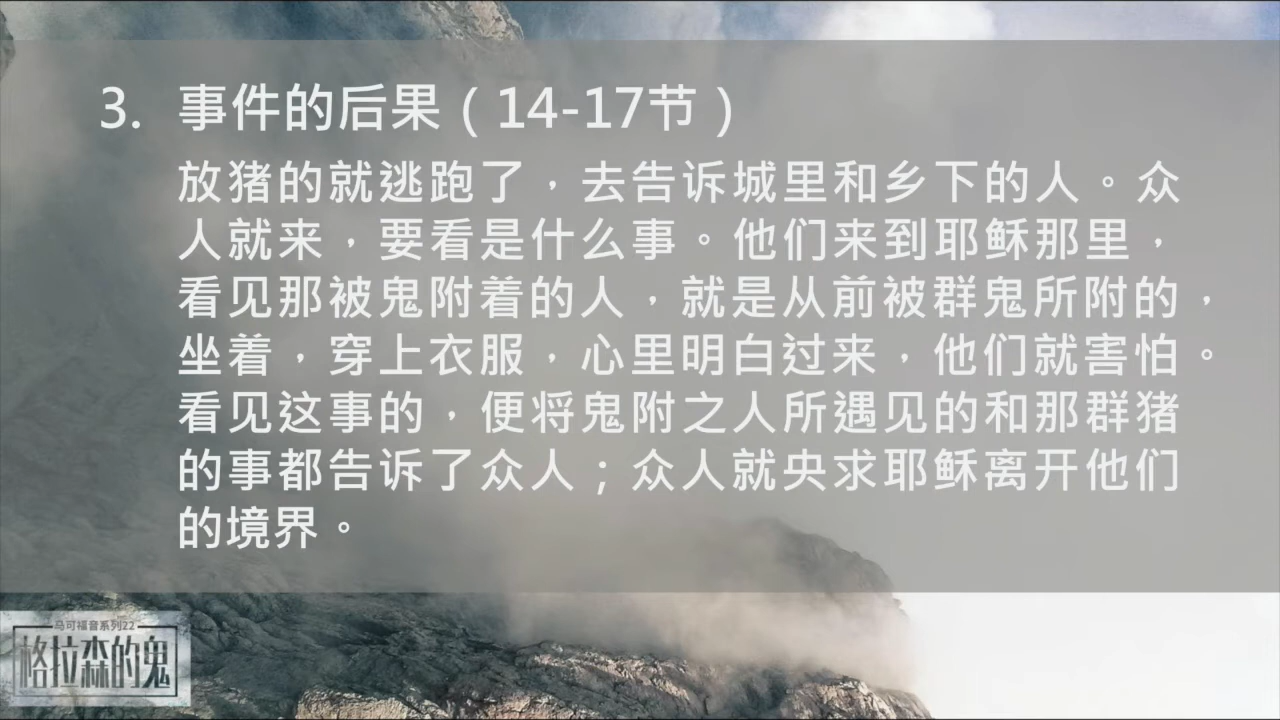 3. 事件的后果（14-17节）
放猪的就逃跑了，去告诉城里和乡下的人。众
人就来，要看是什么事。他们来到耶稣那里，
看见那被鬼附着的人，就是从前被群鬼所附的，
坐着，穿上衣服，心里明白过来，他们就害怕。
看见这事的，便将鬼附之人所遇见的和那群猪
的事都告诉了众人；众人就央求耶稣离开他们
的境界。
马可福音系列22
格拉森的鬼